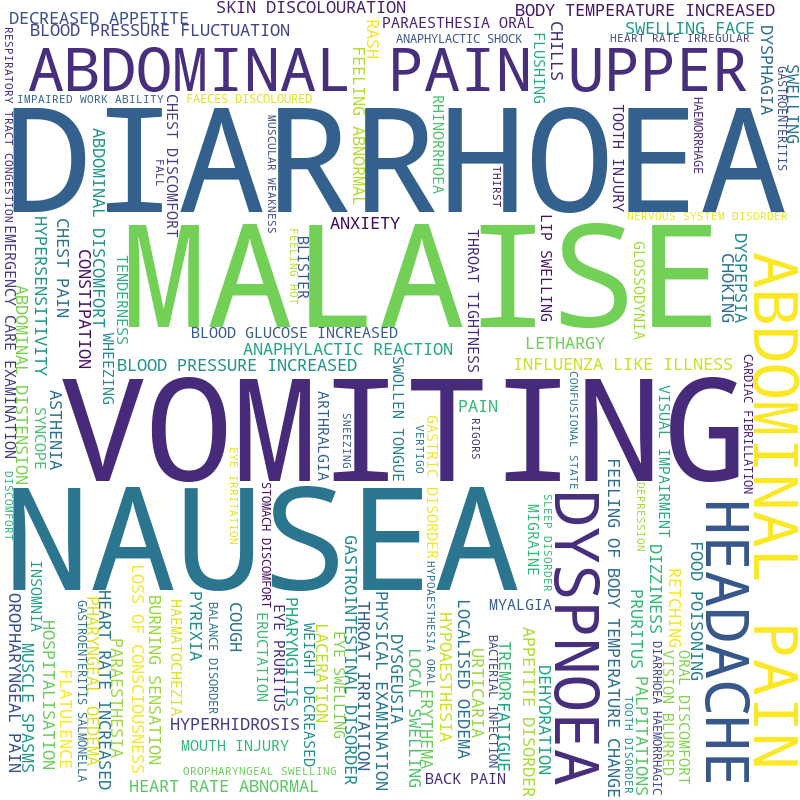 SKIN DISCOLOURATION
BODY TEMPERATURE INCREASED
DECREASED APPETITE
PARAESTHESIA ORAL
BLOOD PRESSURE FLUCTUATION
SWELLING FACE
ANAPHYLACTIC SHOCK
HEART RATE IRREGULAR
RASH
FLUSHING
CHILLS
DYSPHAGIA
SWELLING
GASTROENTERITIS
RESPIRATORY TRACT CONGESTION
ABDOMINAL PAIN UPPER
FEELING ABNORMAL
IMPAIRED WORK ABILITY
FAECES DISCOLOURED
CHEST DISCOMFORT
RHINORRHOEA
TOOTH INJURY
HAEMORRHAGE
DIARRHOEA
ABDOMINAL DISCOMFORT
MUSCULAR WEAKNESS
FALL
THIRST
NERVOUS SYSTEM DISORDER
ANXIETY
LIP SWELLING
HYPERSENSITIVITY
CHEST PAIN
CONSTIPATION
TENDERNESS
MALAISE
FEELING HOT
BLISTER
THROAT TIGHTNESS
GLOSSODYNIA
DYSPEPSIA
CHOKING
EMERGENCY CARE EXAMINATION
ABDOMINAL DISTENSION
WHEEZING
BLOOD GLUCOSE INCREASED
LETHARGY
ANAPHYLACTIC REACTION
BLOOD PRESSURE INCREASED
INFLUENZA LIKE ILLNESS
ABDOMINAL PAIN
CARDIAC FIBRILLATION
SWOLLEN TONGUE
CONFUSIONAL STATE
VOMITING
ASTHENIA
SYNCOPE
ARTHRALGIA
SNEEZING
PAIN
RIGORS
VERTIGO
GASTRIC DISORDER
VISUAL IMPAIRMENT
EYE IRRITATION
DISCOMFORT
STOMACH DISCOMFORT
FEELING OF BODY TEMPERATURE CHANGE
DEPRESSION
NAUSEA
DYSPNOEA
HEADACHE
SLEEP DISORDER
MIGRAINE
FOOD POISONING
GASTROINTESTINAL DISORDER
HYPOAESTHESIA ORAL
DIZZINESS
RETCHING
INSOMNIA
OROPHARYNGEAL PAIN
LOSS OF CONSCIOUSNESS
HEART RATE INCREASED
BURNING SENSATION
HAEMATOCHEZIA
PYREXIA
BALANCE DISORDER
COUGH
ERUCTATION
EYE PRURITUS
PHARYNGITIS
PHYSICAL EXAMINATION
THROAT IRRITATION
MYALGIA
PRURITUS
PHARYNGEAL OEDEMA
GASTROENTERITIS SALMONELLA
HOSPITALISATION
MUSCLE SPASMS
FLATULENCE
PARAESTHESIA
WEIGHT DECREASED
LACERATION
EYE SWELLING
DYSGEUSIA
LOCAL SWELLING
HYPOAESTHESIA
LOCALISED OEDEMA
ERYTHEMA
URTICARIA
BACTERIAL INFECTION
TREMOR
FATIGUE
APPETITE DISORDER
DEHYDRATION
PALPITATIONS
DIARRHOEA HAEMORRHAGIC
VISION BLURRED
ORAL DISCOMFORT
TOOTH DISORDER
HYPERHIDROSIS
MOUTH INJURY
OROPHARYNGEAL SWELLING
BACK PAIN
HEART RATE ABNORMAL